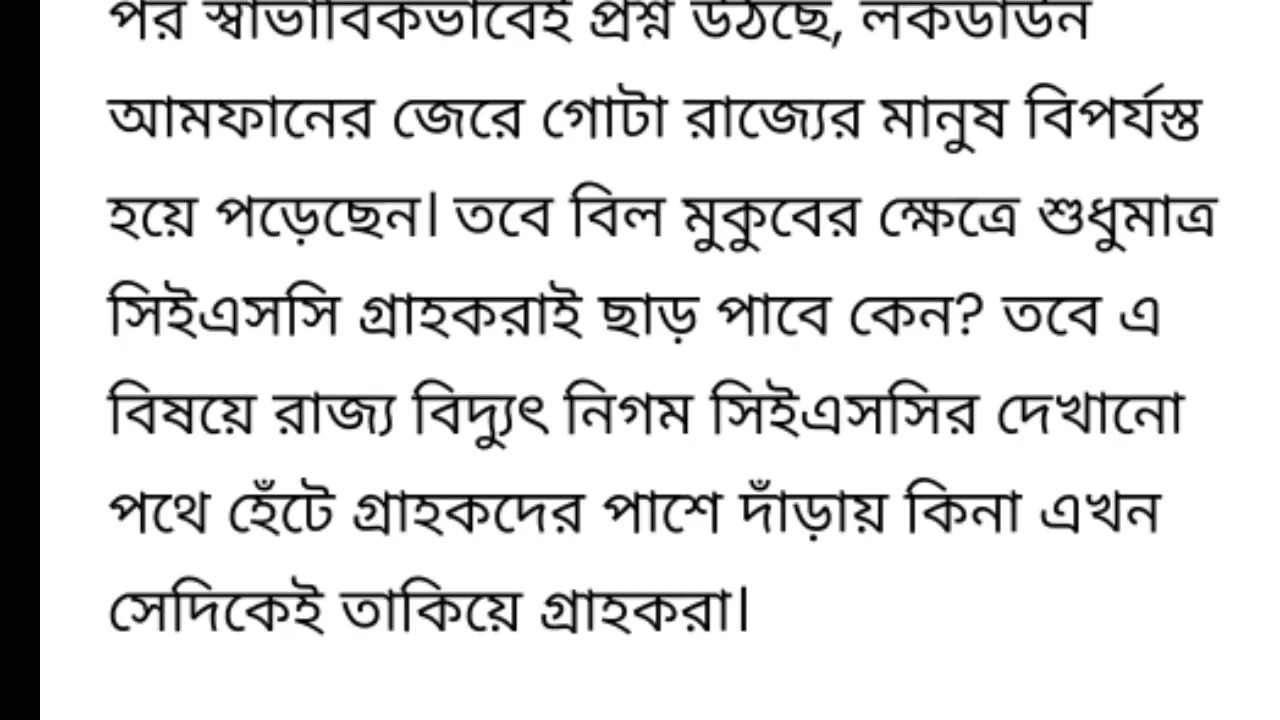 পর স্বাভাবিকভাবেই প্রশ্ন উঠছে, লকডাউন
আমফানের জেরে গোটা রাজ্যের মানুষ বিপর্যস্ত
হয়ে পড়েছেন। তবে বিল মুকুবের ক্ষেত্রে শুধুমাত্র
সিইএসসি গ্রাহকরাই ছাড় পাবে কেন? তবে এ
বিষয়ে রাজ্য বিদ্যুৎ নিগম সিইএসসির দেখানো
পথে হেঁটে গ্রাহকদের পাশে দাঁড়ায় কিনা এখন
সেদিকেই তাকিয়ে গ্রাহকরা।